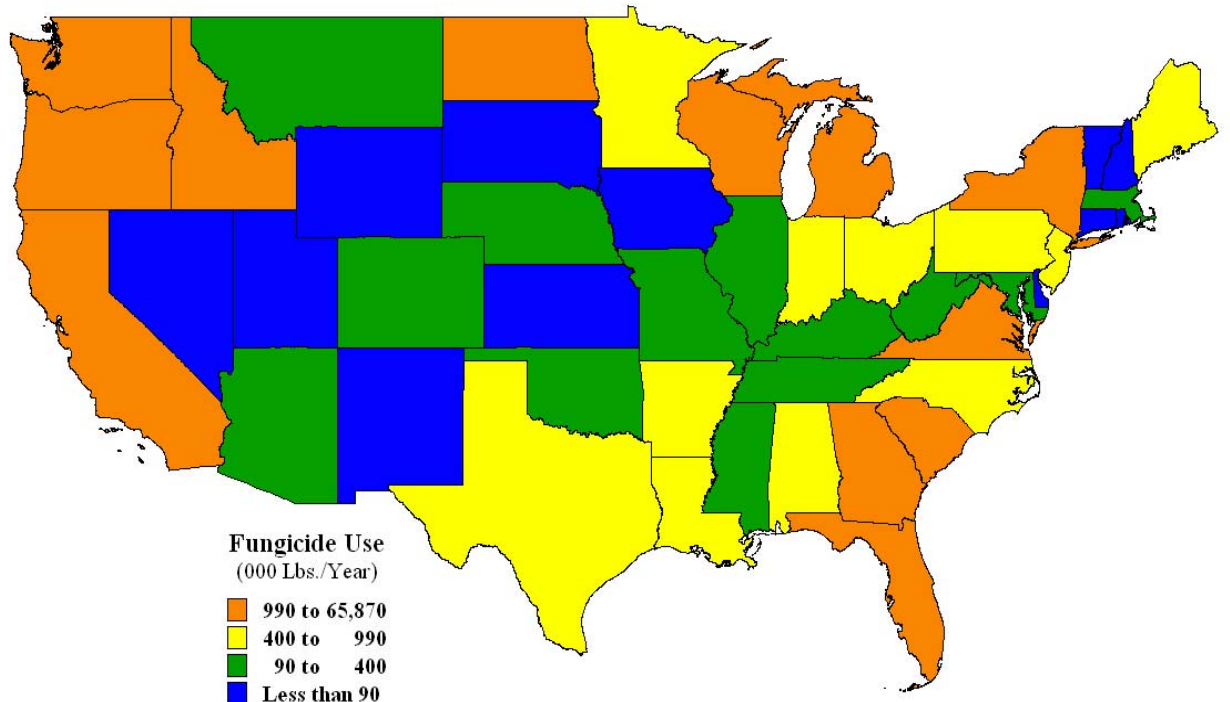 Fungicide Use
(000 Lbs./Year)
990 to 65,870
400 to 990
90 to 400
Less than 90